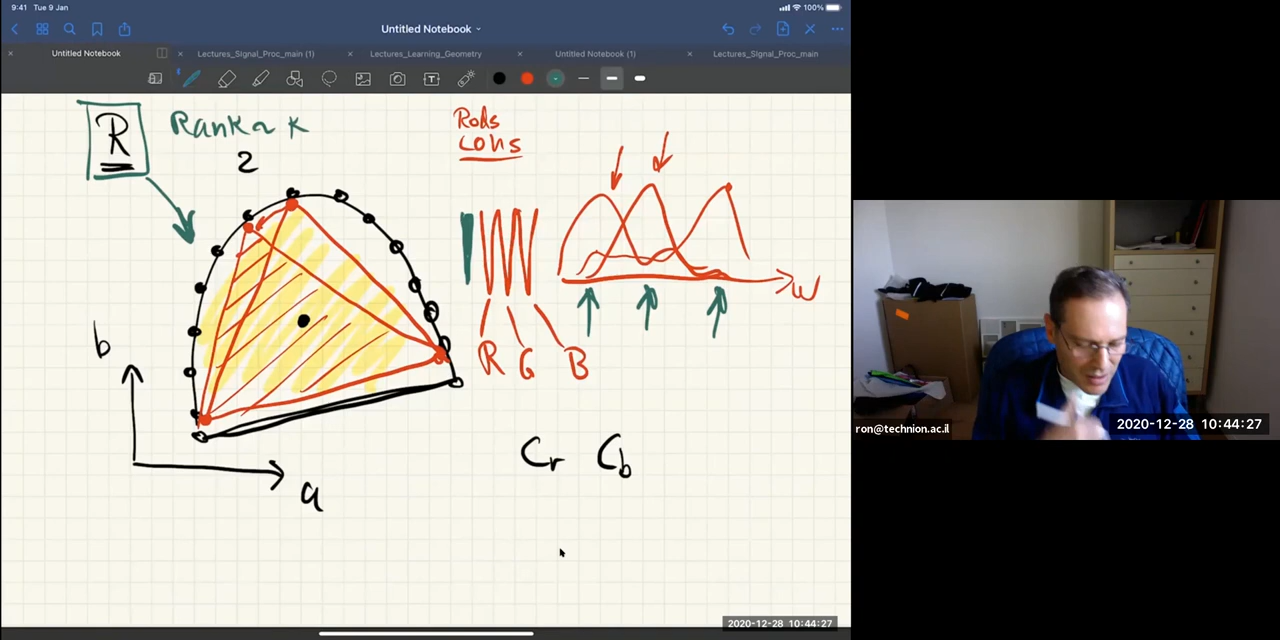 9:41 Tue 9 Jan
100%
Untitled Notebook
Untitled Notebook
Lectures_SIgnal_Proc_main (1)
Lectures_Learning_Geometry
Untitled Notebook (1)
Lectures_SIgnal_Proc_main
R
Rank ~ K
2
Rods
cons
w
R G B
b
a
Cr Cb
ron@technion.ac.il
2020-12-28 10:44:27
2020-12-28 10:44:27